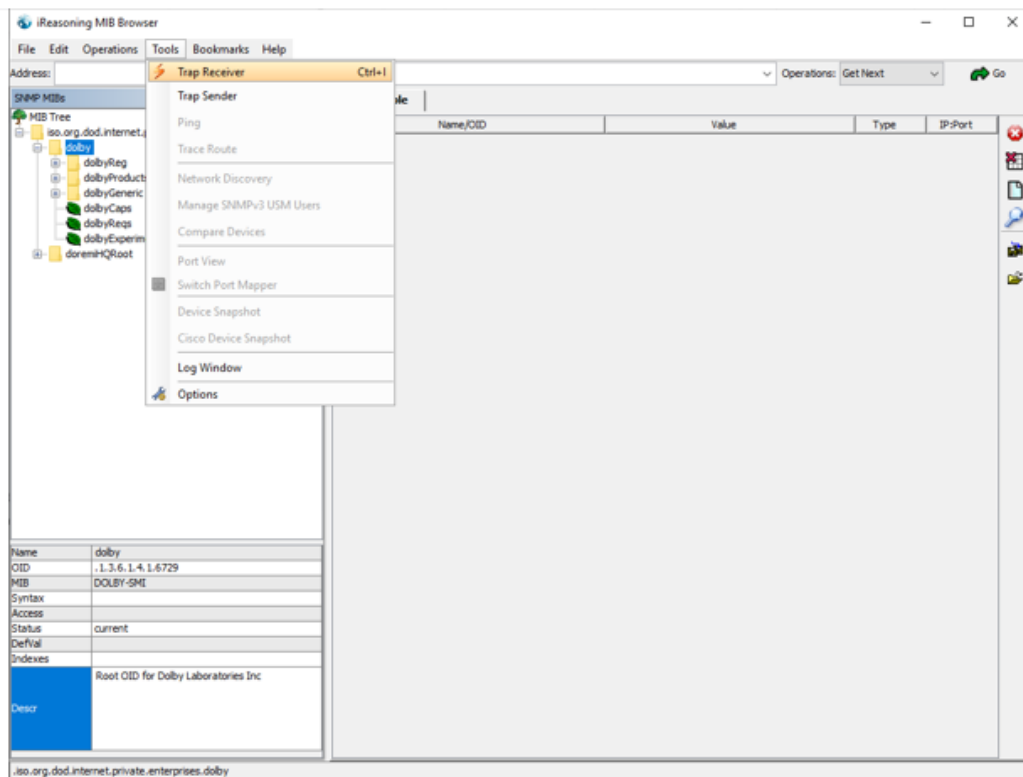 iReasoning MIB Browser
File Edit Operations Tools Bookmarks Help
Address:
Operations: Get Next
Go
Trap Receiver Ctrl+I
Trap Sender
Ping
Trace Route
Network Discovery
Manage SNMPv3 USM Users
Compare Devices
Port View
Switch Port Mapper
Device Snapshot
Cisco Device Snapshot
Log Window
Options
SNMP MIBs
MIB Tree
iso.org.dod.internet.
dolby
dolbyReg
dolbyProducts
dolbyGeneric
dolbyCaps
dolbyReqs
dolbyExperim
doremiHQRoot
Name/OID Value Type IP:Port
Name dolby
OID .1.3.6.1.4.1.6729
MIB DOLBY-SMI
Syntax
Access
Status current
DefVal
Indexes
Descr Root OID for Dolby Laboratories Inc
.iso.org.dod.internet.private.enterprises.dolby